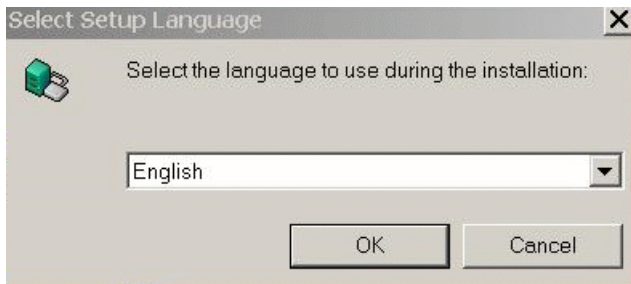 Select Setup Language
Select the language to use during the installation:
English
OK
Cancel